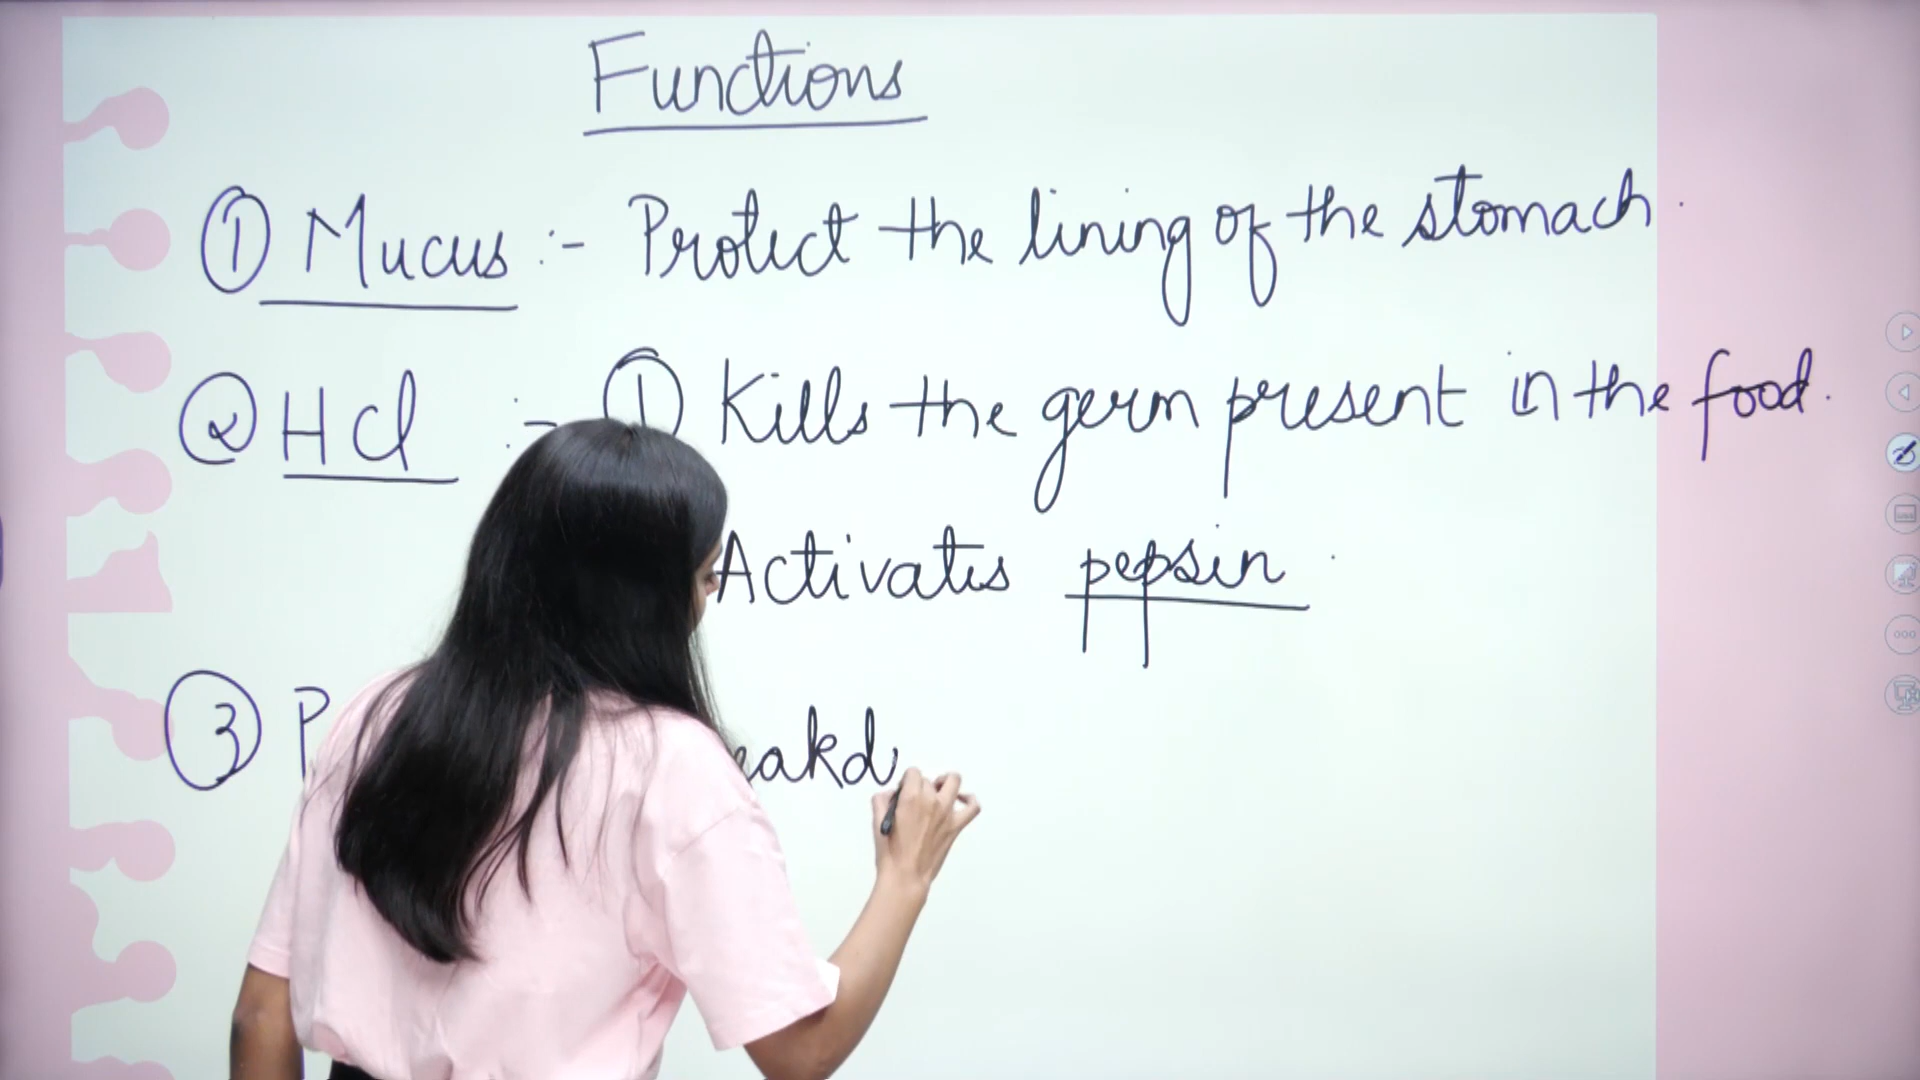 Functions
① Mucus :- Protect the lining of the stomach.
② HCl :- ① Kills the germ present in the food.
Activates pepsin.
③